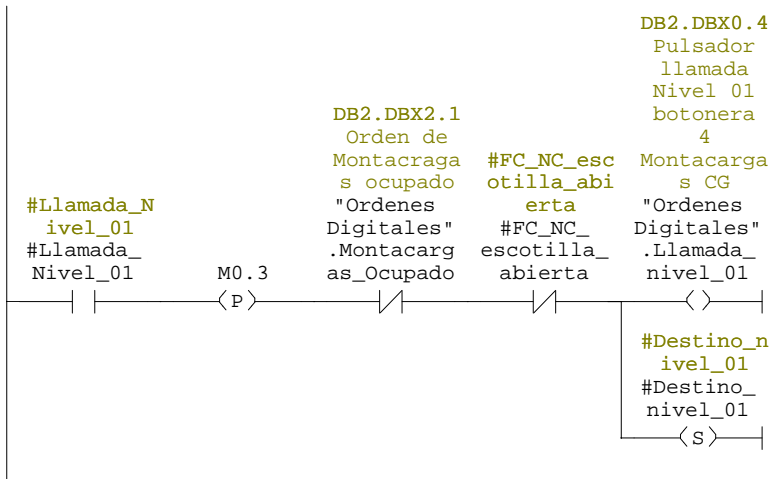 DB2.DBX0.4
Pulsador
llamada
Nivel 01
botonera
4
Montacarga
s CG
"Ordenes
Digitales"
.Llamada_
nivel_01
DB2.DBX2.1
Orden de
Montacraga
s ocupado
"Ordenes
Digitales"
.Montacarg
as_Ocupado
#FC_NC_esc
otilla_abi
erta
#FC_NC_
escotilla_
abierta
#Llamada_N
ivel_01
#Llamada_
Nivel_01
M0.3
P
#Destino_n
ivel_01
#Destino_
nivel_01
S